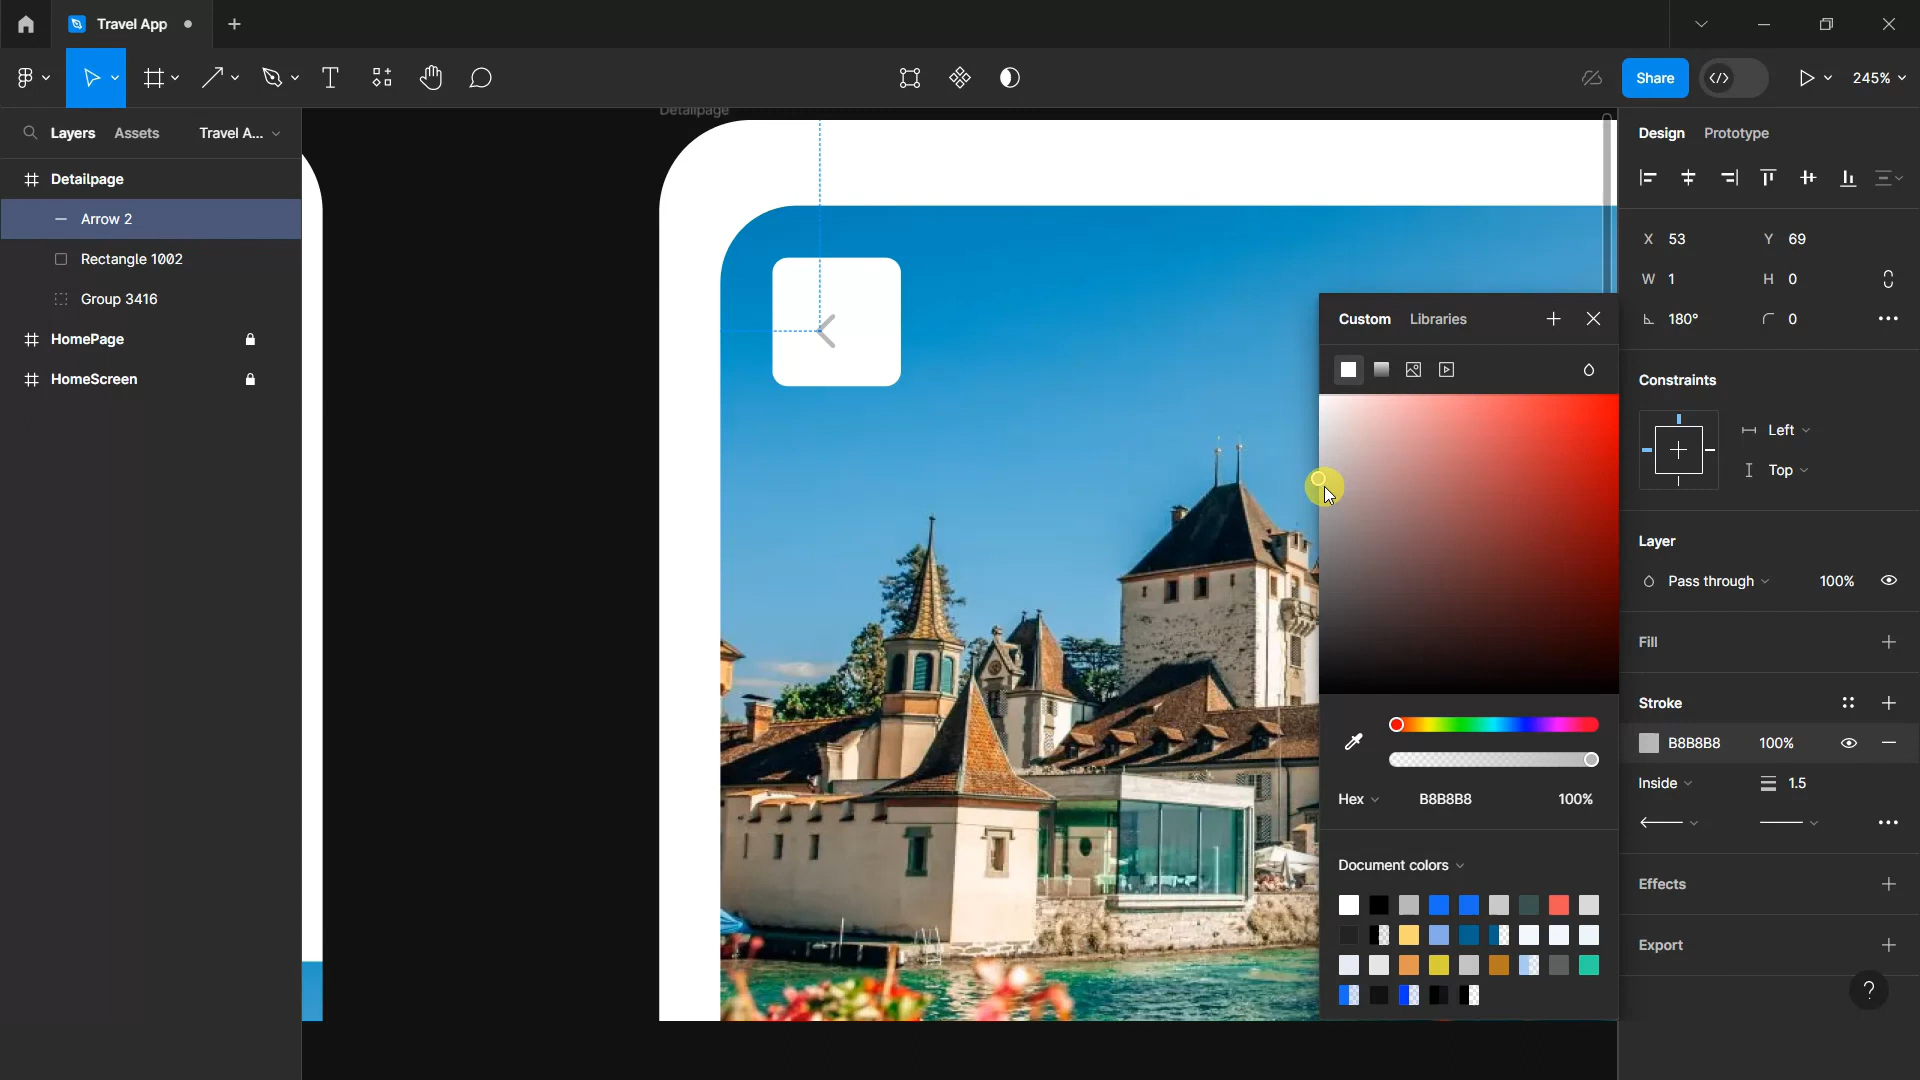 Travel App
Share
245%
Layers
Assets
Travel A...
Design
Prototype
Detailpage
Detailpage
Arrow 2
Rectangle 1002
Group 3416
HomePage
HomeScreen
X 53
Y 69
W 1
H 0
180°
0
Custom
Libraries
Constraints
Left
Top
Layer
Pass through
100%
Fill
Stroke
B8B8B8
100%
Inside
1.5
Hex
B8B8B8
100%
Document colors
Effects
Export
?